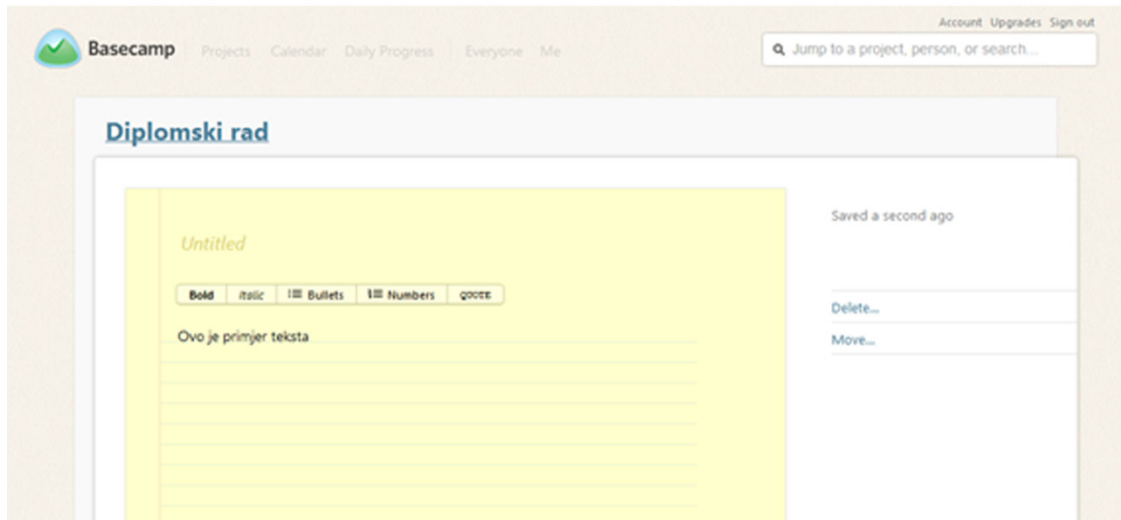 Account Upgrades Sign out
Basecamp Projects Calendar Daily Progress Everyone Me
Jump to a project, person, or search...
Diplomski rad
Saved a second ago
Untitled
Bold Italic Bullets Numbers QUOTE
Delete...
Ovo je primjer teksta
Move...